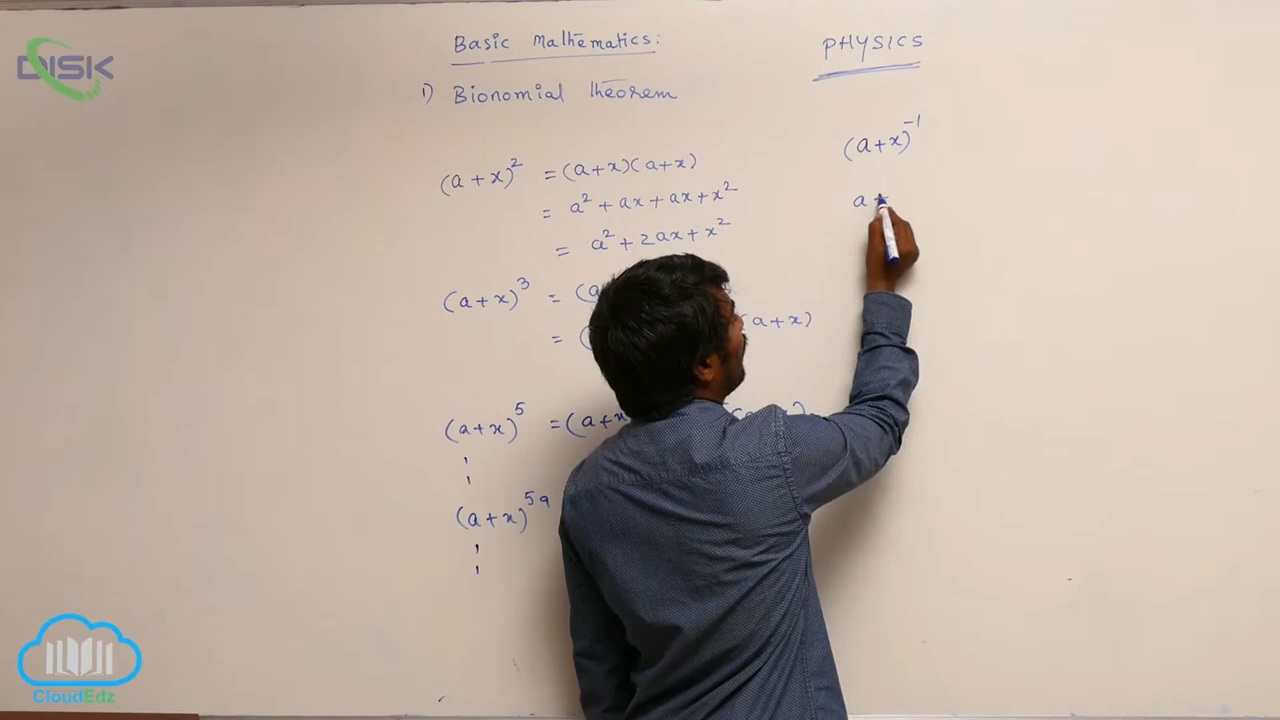 DISK
Basic Mathematics:
PHYSICS
1) Bionomial theorem
(a+x)² = (a+x)(a+x)
= a² + ax + ax + x²
= a² + 2ax + x²
(a+x)³ = (a
= ( (a+x)
(a+x)⁵ = (a+x
(a+x)⁵⁹
(a+x)⁻¹
a +
CloudEdz